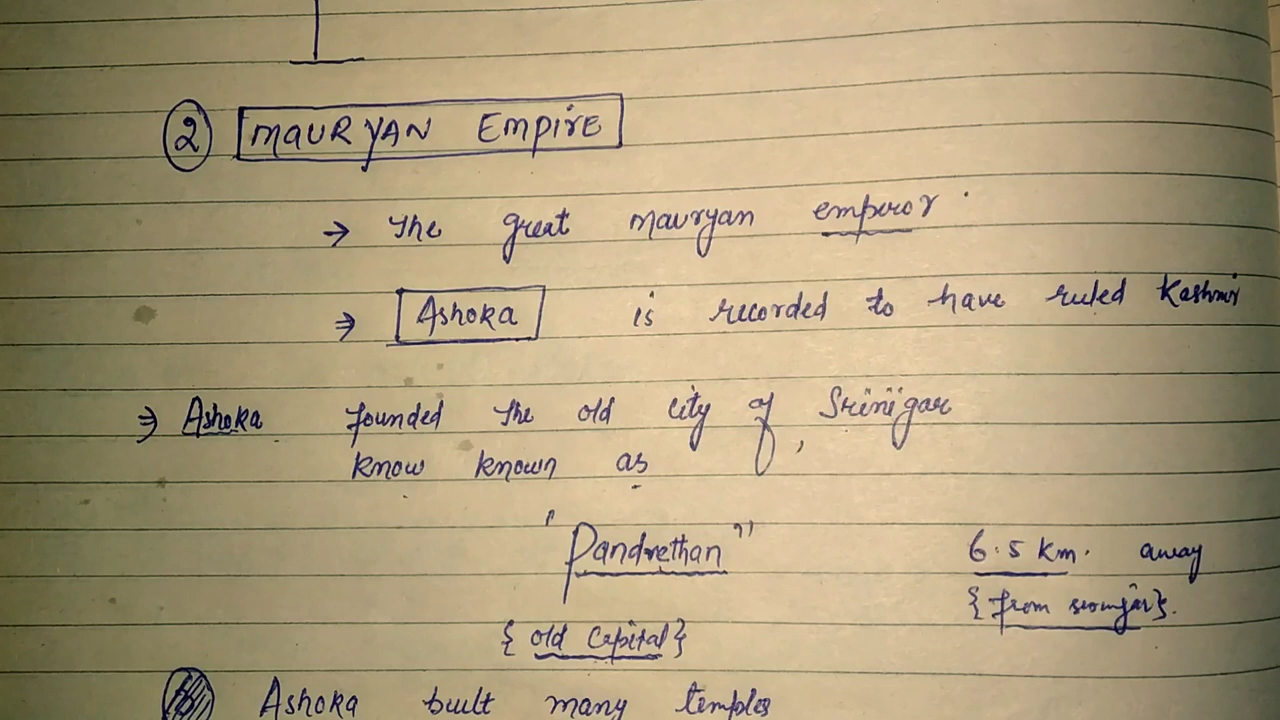 2 MAURYAN EMPIRE
→ The great mauryan emperor
⇒ Ashoka is recorded to have ruled Kashmir
⇒ Ashoka founded the old city of Srinigar,
know known as
"Pandrethan"
6.5 Km. away
{from
{old Capital}
Ashoka built many temples